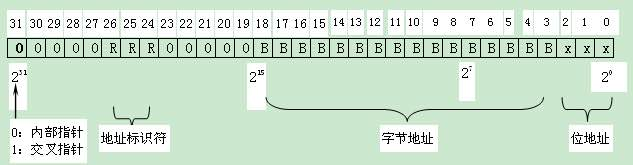 31 30 29 28 27 26 25 24 23 22 21 20 19 18 17 16 15 14 13 12 11 10 9 8 7 6 5 4 3 2 1 0
0 0 0 0 0 R R R 0 0 0 0 0 B B B B B B B B B B B B B B B B x x x
2³¹ 2¹⁵ 2⁷ 2⁰
0：内部指针 地址标识符 字节地址 位地址
1：交叉指针